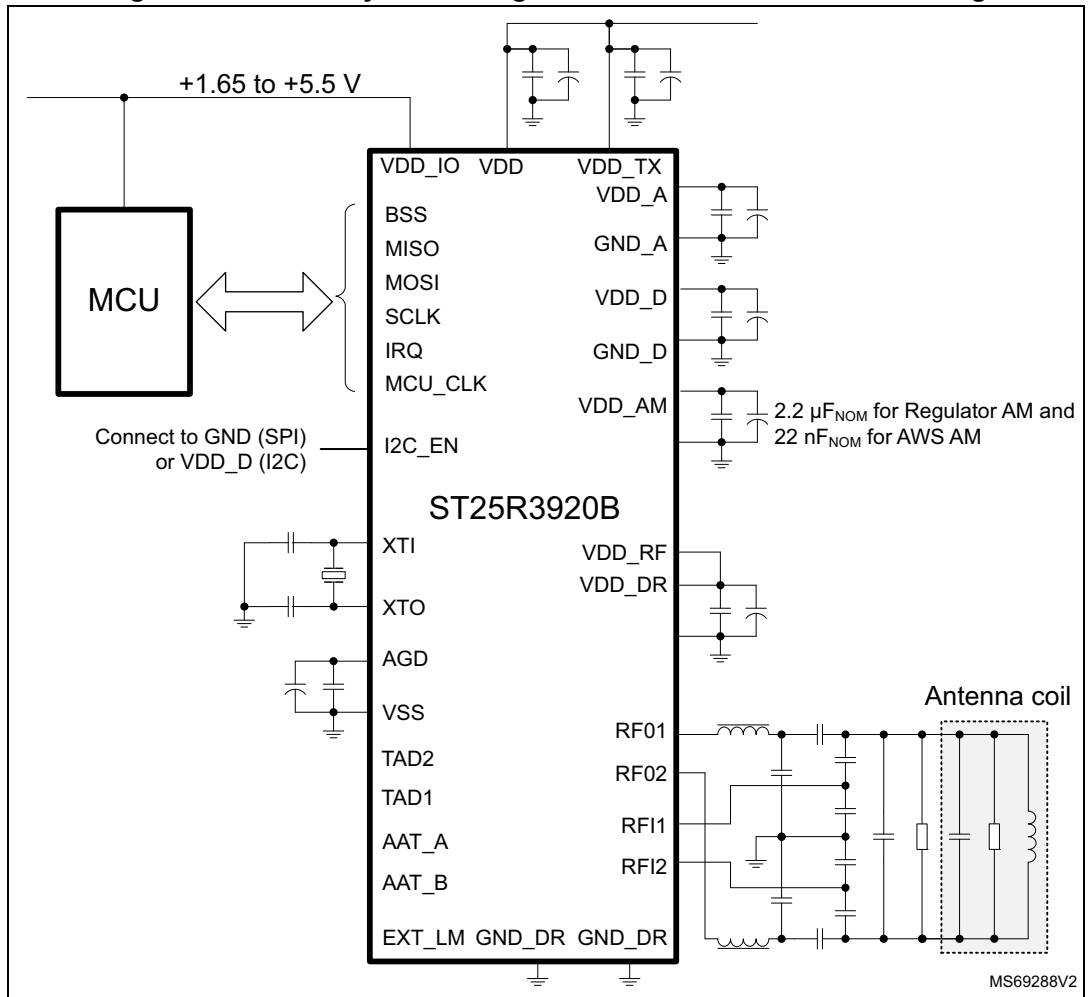 +1.65 to +5.5 V
VDD_IO VDD VDD_TX
VDD_A
BSS
GND_A
MISO
MOSI
VDD_D
SCLK
GND_D
IRQ
MCU_CLK
MCU
VDD_AM
2.2 µFNOM for Regulator AM and
22 nFNOM for AWS AM
Connect to GND (SPI)
or VDD_D (I2C)
I2C_EN
ST25R3920B
XTI
VDD_RF
VDD_DR
XTO
AGD
VSS
Antenna coil
RF01
TAD2
RF02
TAD1
RFI1
AAT_A
RFI2
AAT_B
EXT_LM GND_DR GND_DR
MS69288V2